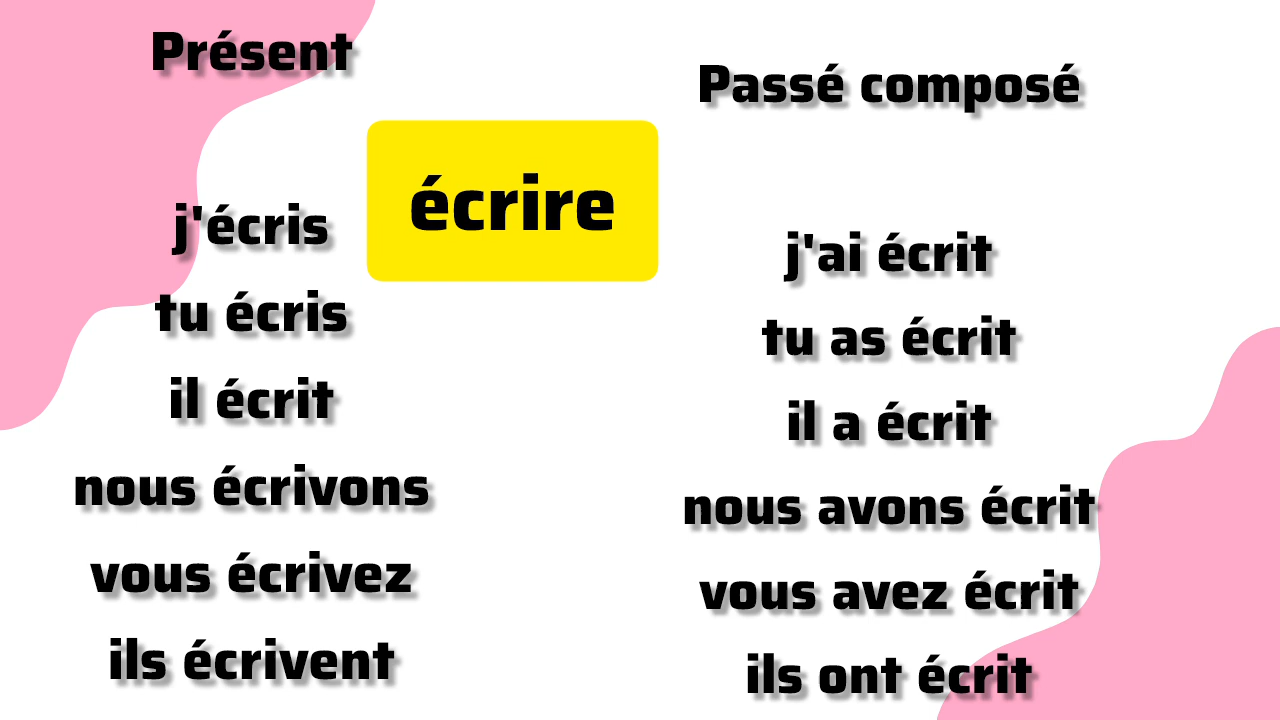 Présent
j'écris
tu écris
il écrit
nous écrivons
vous écrivez
ils écrivent
écrire
Passé composé
j'ai écrit
tu as écrit
il a écrit
nous avons écrit
vous avez écrit
ils ont écrit